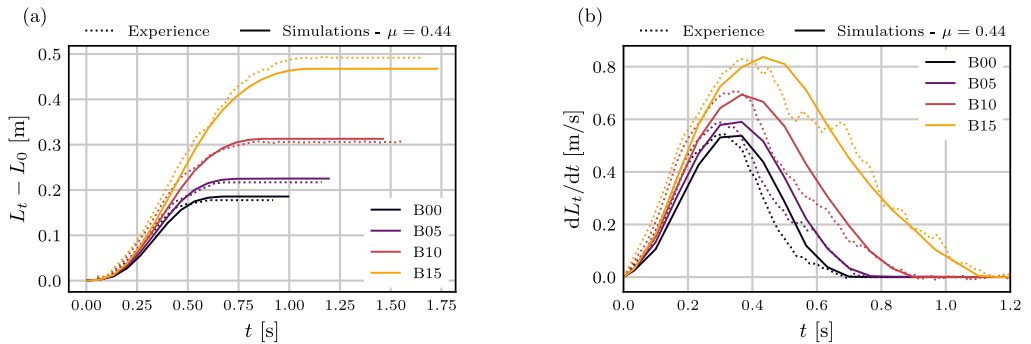 (a)
Experience
Simulations - μ = 0.44
0.5
0.4
0.3
0.2
0.1
0.0
L_t − L_0 [m]
B00
B05
B10
B15
0.00 0.25 0.50 0.75 1.00 1.25 1.50 1.75
t [s]
(b)
Experience
Simulations - μ = 0.44
0.8
0.6
0.4
0.2
0.0
dL_t/dt [m/s]
B00
B05
B10
B15
0.0 0.2 0.4 0.6 0.8 1.0 1.2
t [s]